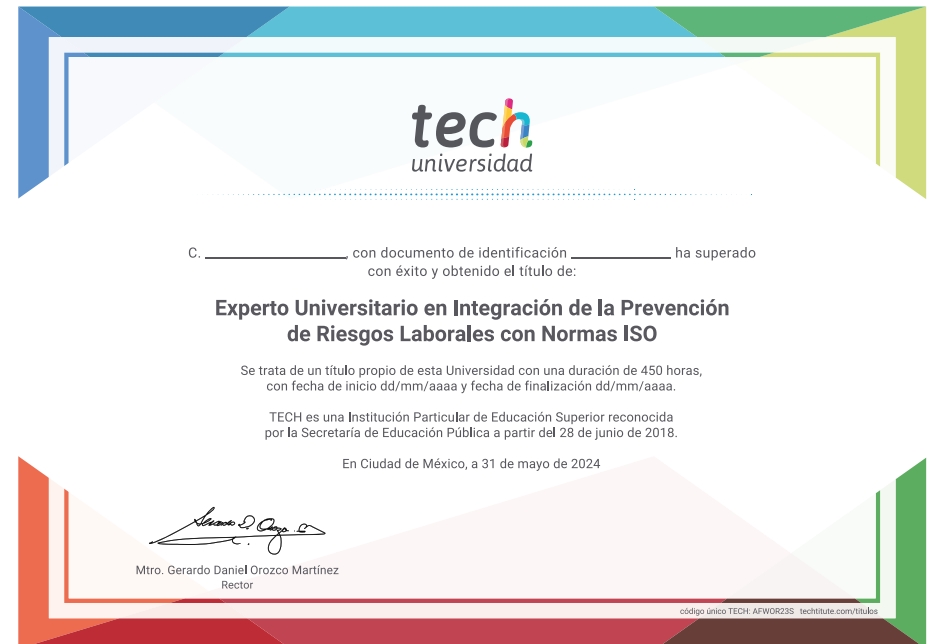 tech
universidad
C. ____________, con documento de identificación ____________ ha superado
con éxito y obtenido el título de:
Experto Universitario en Integración de la Prevención
de Riesgos Laborales con Normas ISO
Se trata de un título propio de esta Universidad con una duración de 450 horas,
con fecha de inicio dd/mm/aaaa y fecha de finalización dd/mm/aaaa.
TECH es una Institución Particular de Educación Superior reconocida
por la Secretaría de Educación Pública a partir del 28 de junio de 2018.
En Ciudad de México, a 31 de mayo de 2024
Mtro. Gerardo Daniel Orozco Martínez
Rector
código único TECH: AFWOR23S techtitute.com/titulos